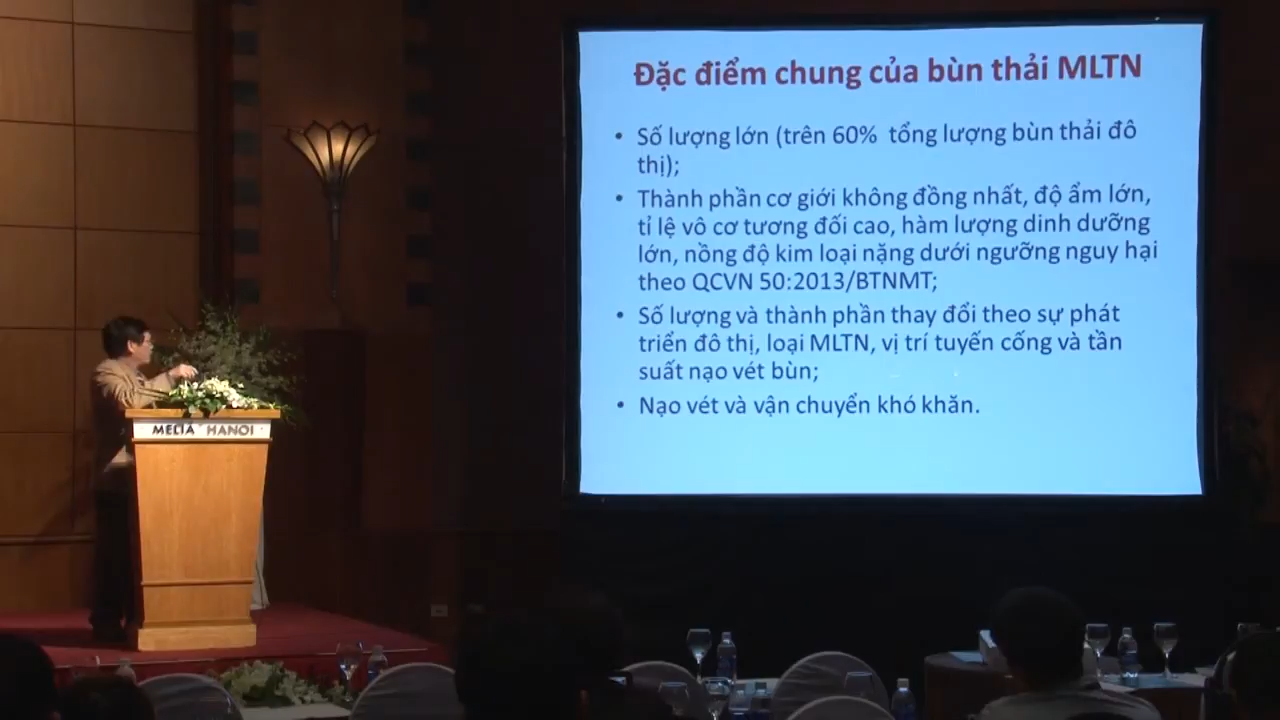 Đặc điểm chung của bùn thải MLTN
• Số lượng lớn (trên 60% tổng lượng bùn thải đô
thị);
• Thành phần cơ giới không đồng nhất, độ ẩm lớn,
tỉ lệ vô cơ tương đối cao, hàm lượng dinh dưỡng
lớn, nồng độ kim loại nặng dưới ngưỡng nguy hại
theo QCVN 50:2013/BTNMT;
• Số lượng và thành phần thay đổi theo sự phát
triển đô thị, loại MLTN, vị trí tuyến cống và tần
suất nạo vét bùn;
• Nạo vét và vận chuyển khó khăn.
MELIÃ HANOI